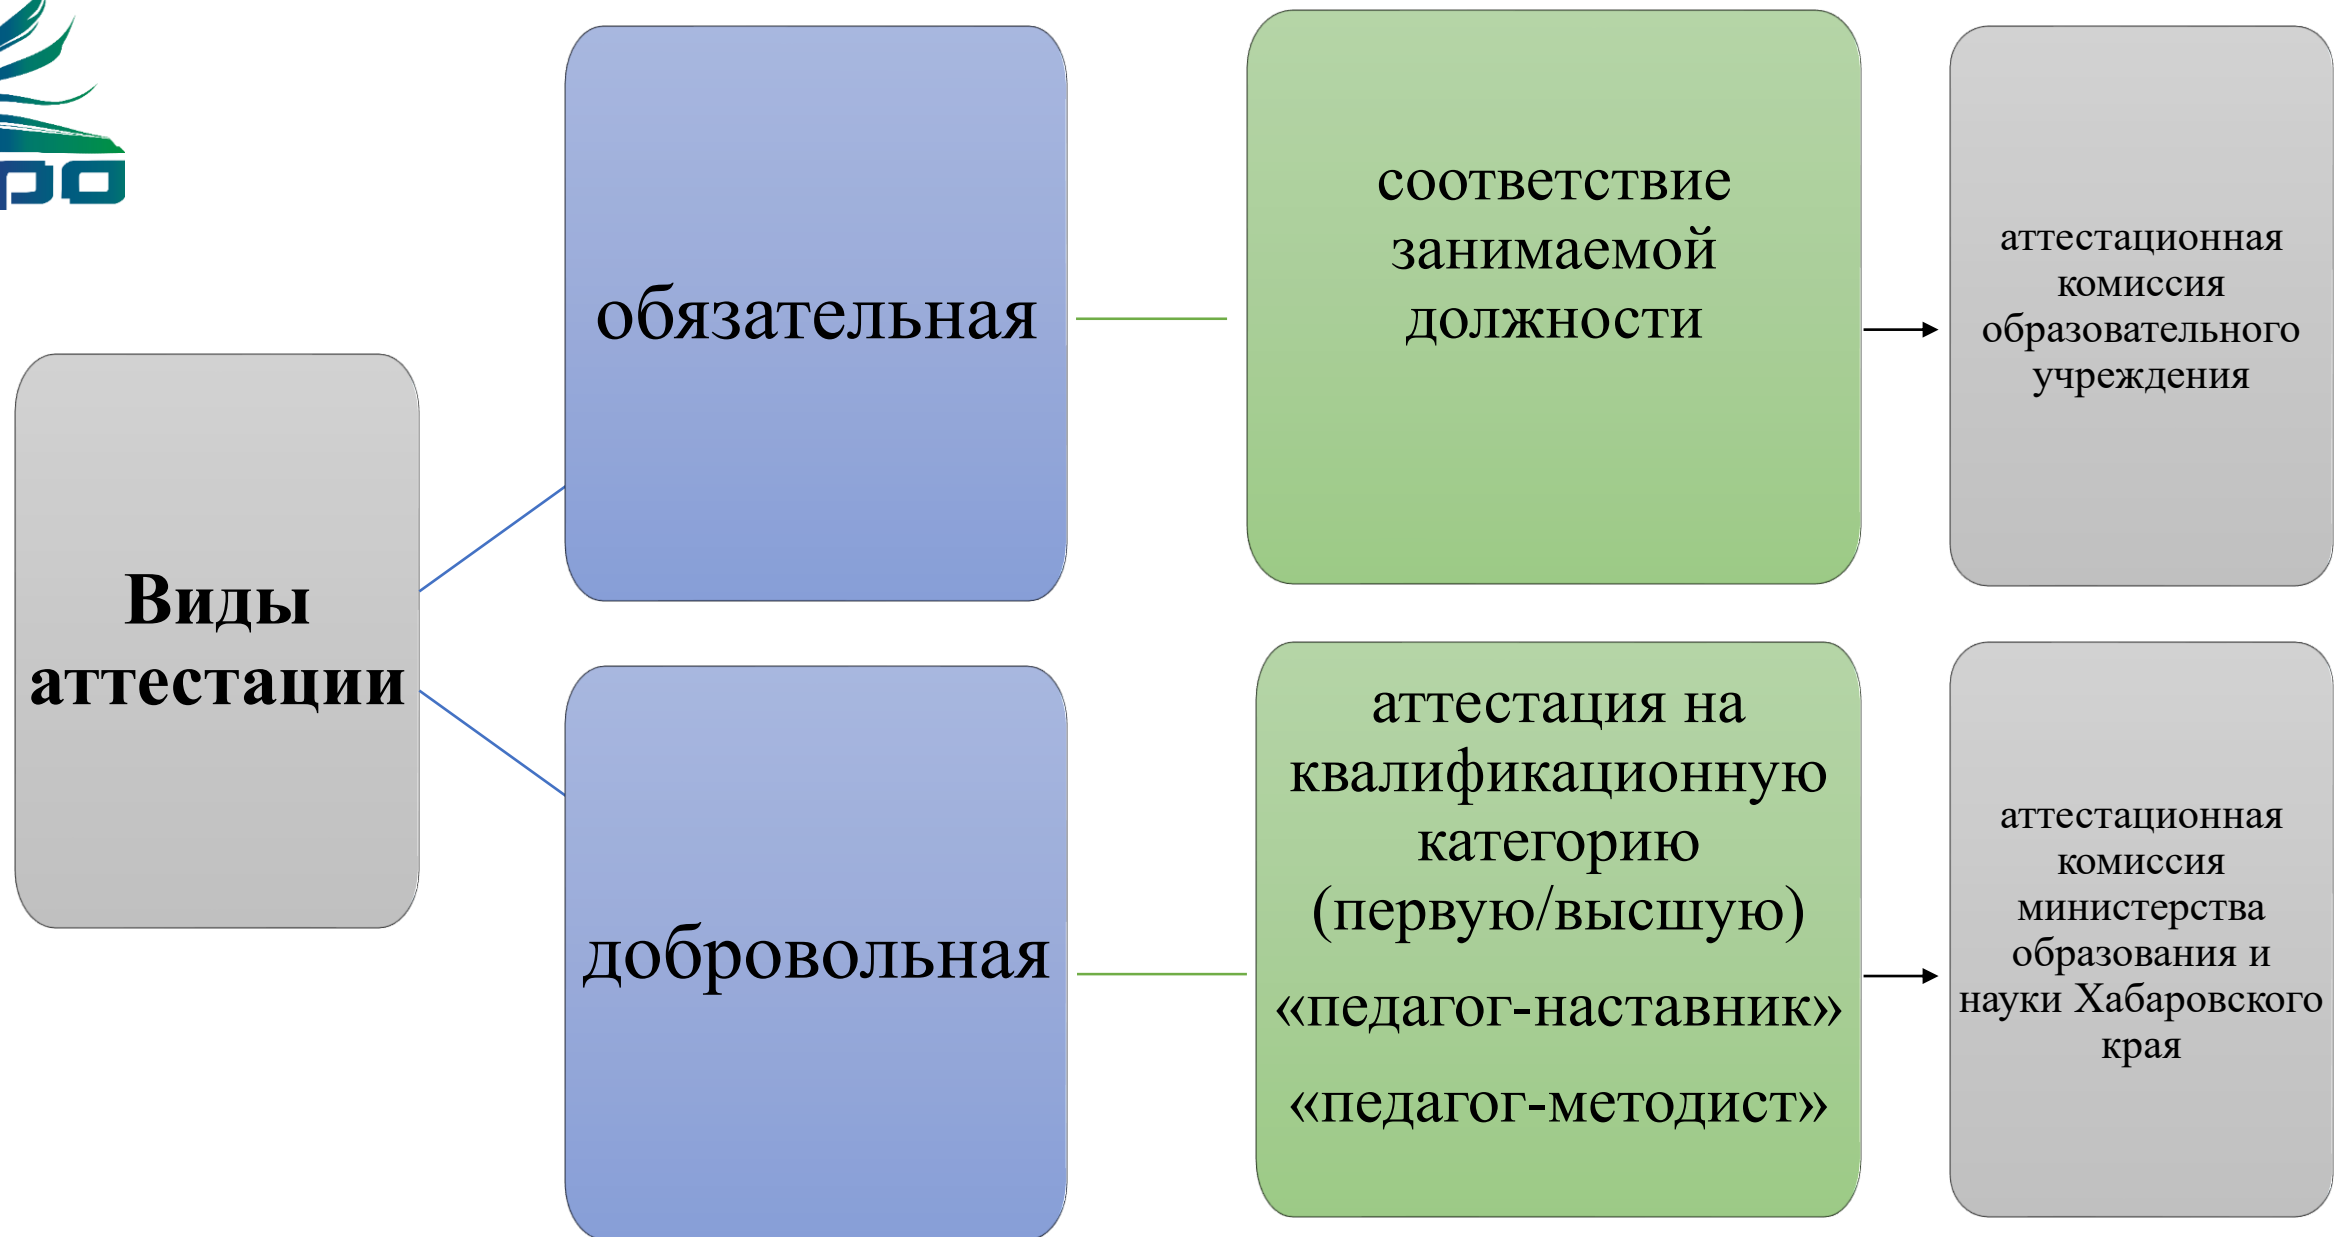 Виды
аттестации
обязательная
соответствие
занимаемой
должности
аттестационная
комиссия
образовательного
учреждения
добровольная
аттестация на
квалификационную
категорию
(первую/высшую)
«педагог-наставник»
«педагог-методист»
аттестационная
комиссия
министерства
образования и
науки Хабаровского
края